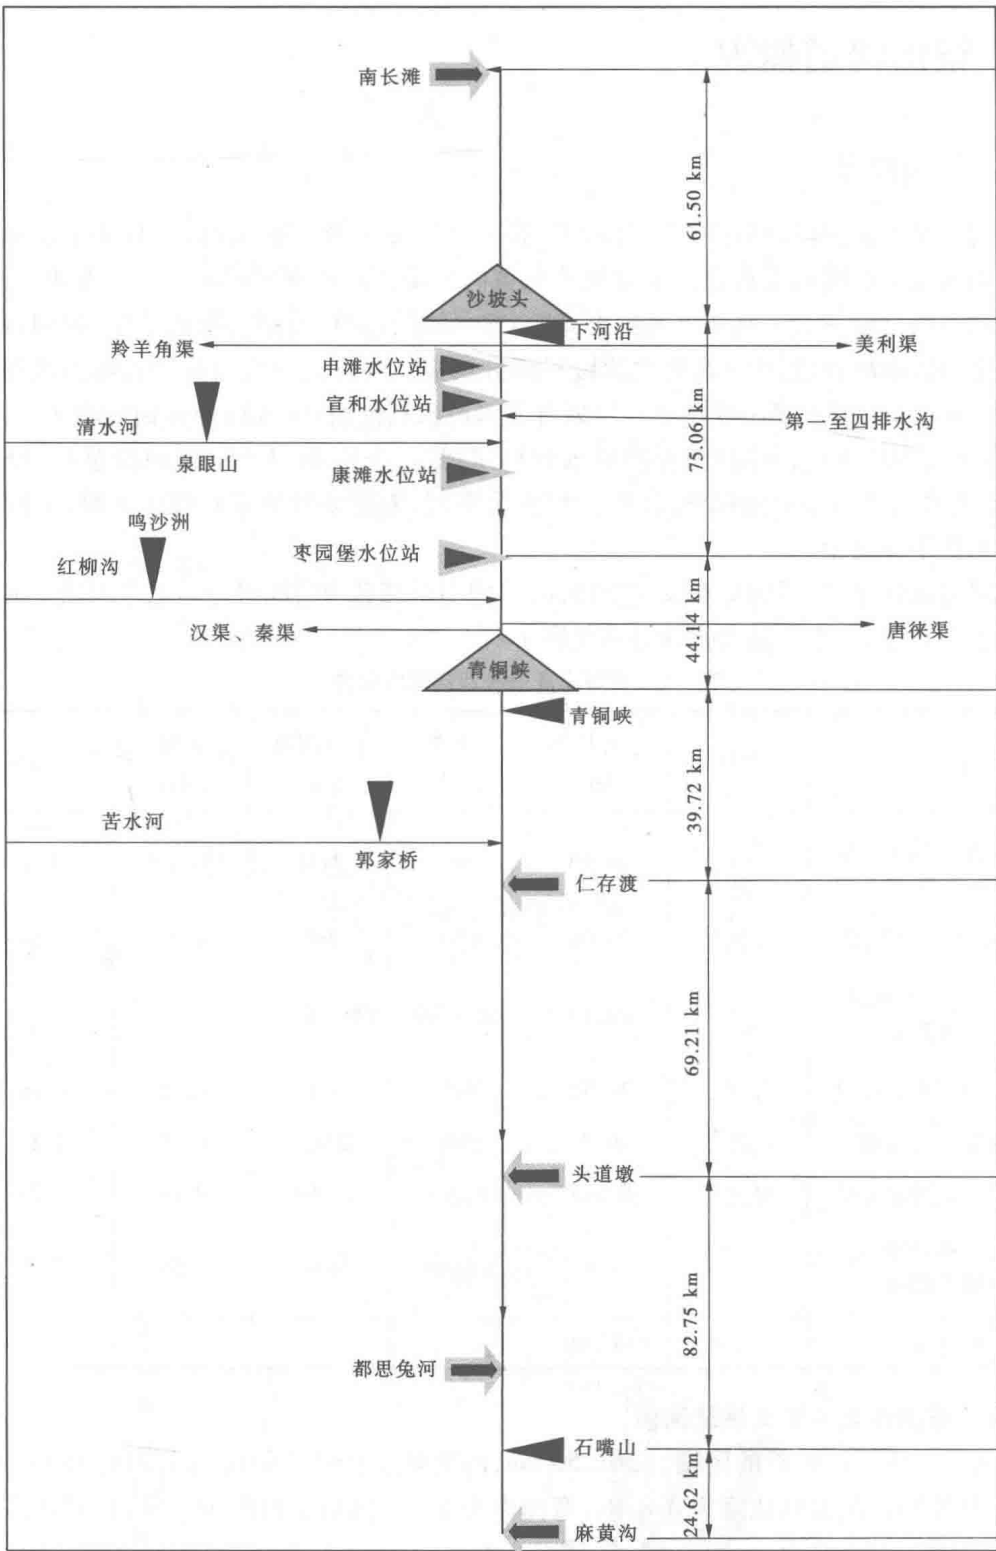 南长滩
61.50 km
沙坡头
下河沿
羚羊角渠
美利渠
申滩水位站
宣和水位站
第一至四排水沟
75.06 km
清水河
泉眼山
康滩水位站
鸣沙洲
枣园堡水位站
红柳沟
44.14 km
汉渠、秦渠
唐徕渠
青铜峡
青铜峡
39.72 km
苦水河
郭家桥
仁存渡
69.21 km
头道墩
82.75 km
都思兔河
石嘴山
24.62 km
麻黄沟